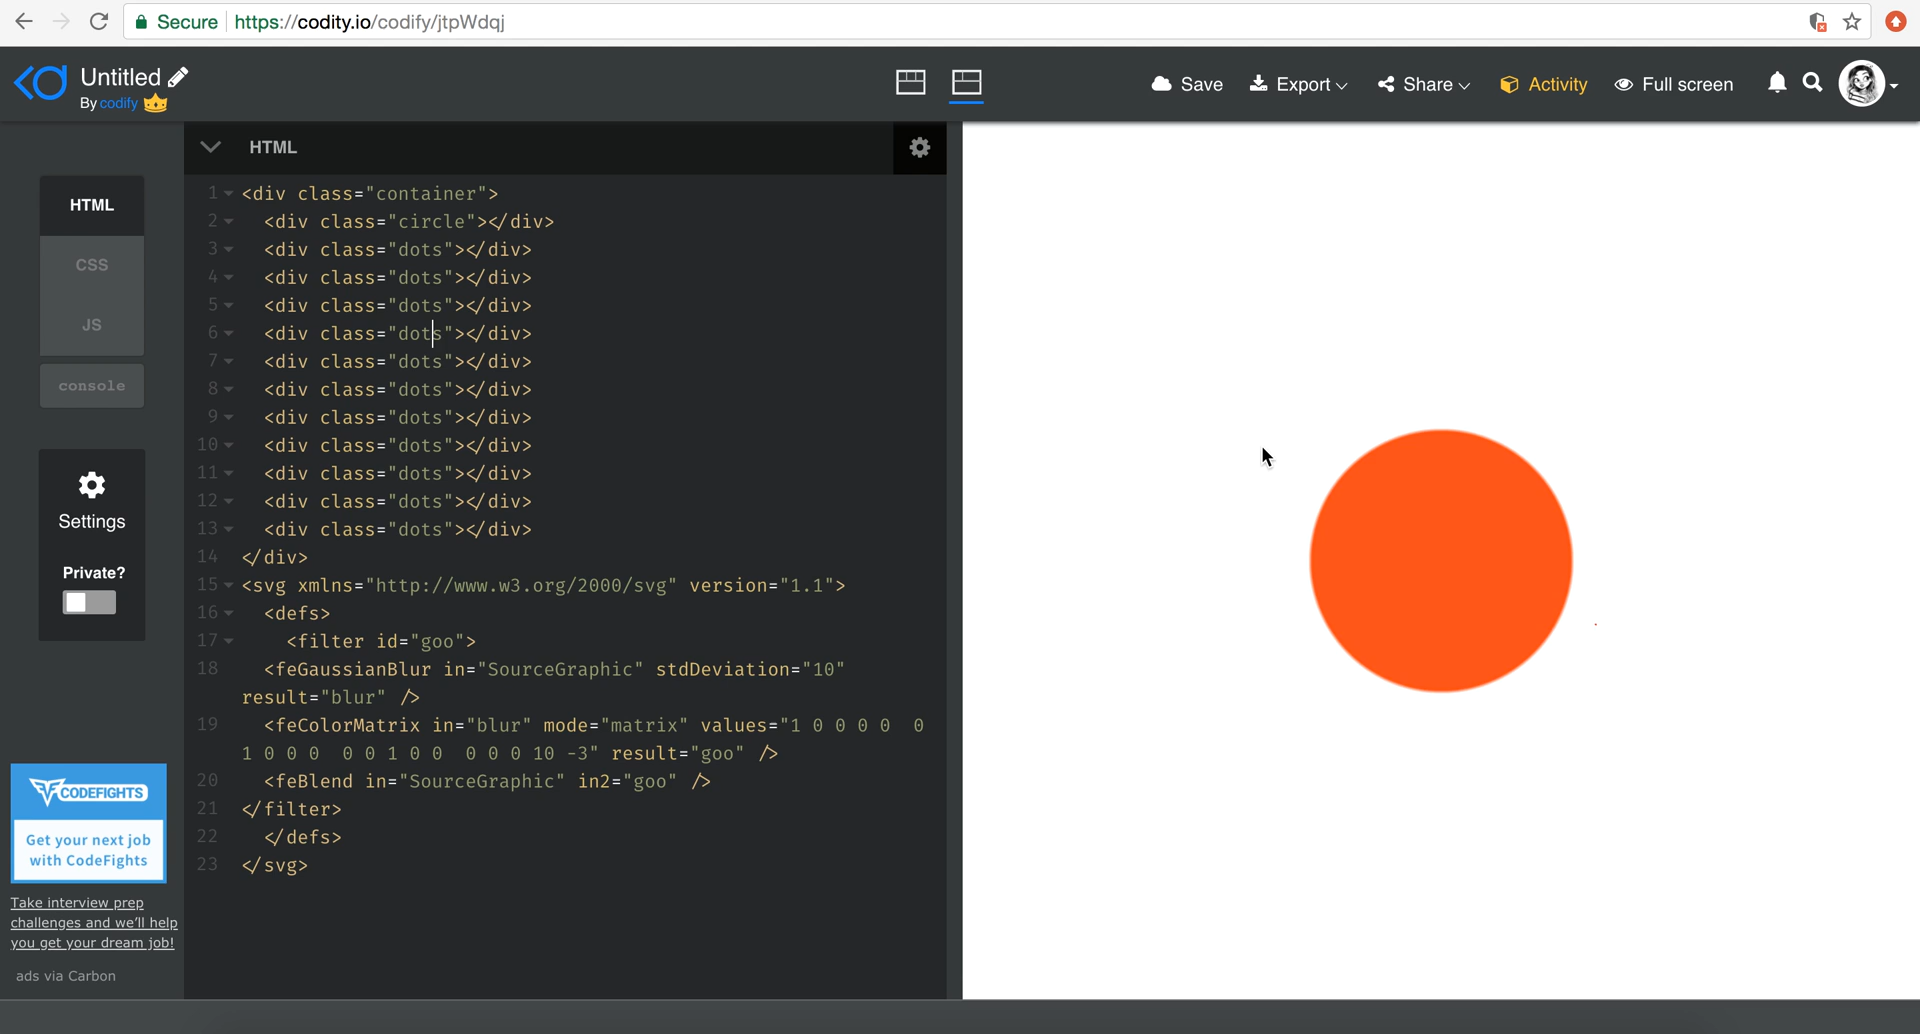 Secure https://codity.io/codify/jtpWdqj
Untitled
By codify
Save Export Share Activity Full screen
HTML
CSS
JS
console
Settings
Private?
CODEFIGHTS
Get your next job
with CodeFights
Take interview prep
challenges and we'll help
you get your dream job!
ads via Carbon
HTML
1 <div class="container">
2 <div class="circle"></div>
3 <div class="dots"></div>
4 <div class="dots"></div>
5 <div class="dots"></div>
6 <div class="dots"></div>
7 <div class="dots"></div>
8 <div class="dots"></div>
9 <div class="dots"></div>
10 <div class="dots"></div>
11 <div class="dots"></div>
12 <div class="dots"></div>
13 <div class="dots"></div>
14 </div>
15 <svg xmlns="http://www.w3.org/2000/svg" version="1.1">
16 <defs>
17 <filter id="goo">
18 <feGaussianBlur in="SourceGraphic" stdDeviation="10"
result="blur" />
19 <feColorMatrix in="blur" mode="matrix" values="1 0 0 0 0 0
1 0 0 0 0 0 1 0 0 0 0 0 10 -3" result="goo" />
20 <feBlend in="SourceGraphic" in2="goo" />
21 </filter>
22 </defs>
23 </svg>